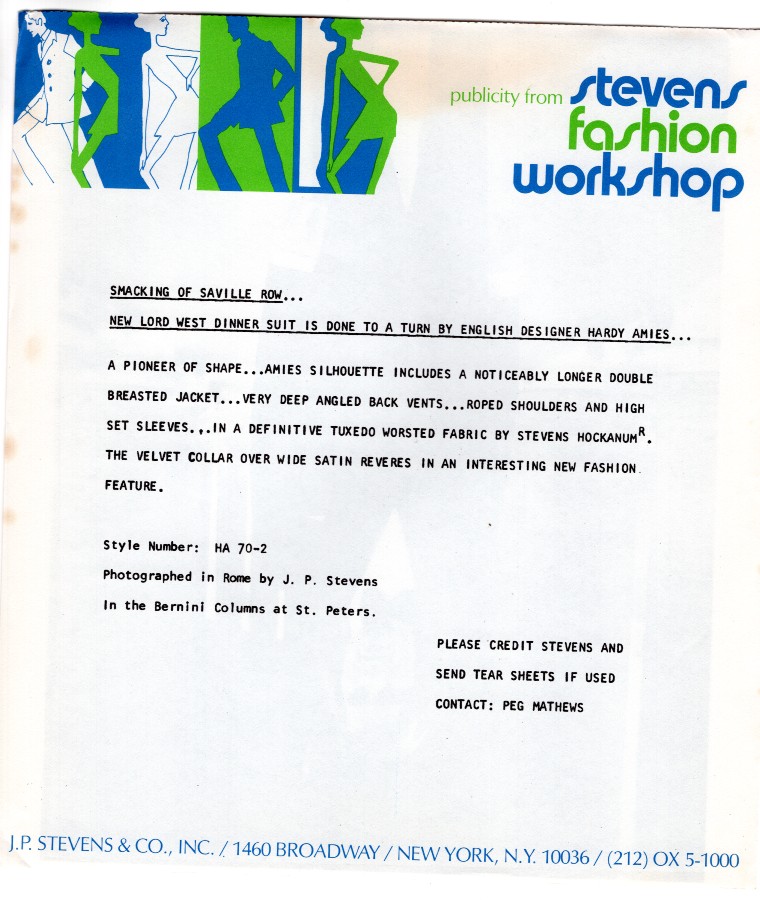 publicity from stevens
fashion
workshop
SMACKING OF SAVILLE ROW...
NEW LORD WEST DINNER SUIT IS DONE TO A TURN BY ENGLISH DESIGNER HARDY AMIES...
A PIONEER OF SHAPE...AMIES SILHOUETTE INCLUDES A NOTICEABLY LONGER DOUBLE
BREASTED JACKET...VERY DEEP ANGLED BACK VENTS...ROPED SHOULDERS AND HIGH
SET SLEEVES...IN A DEFINITIVE TUXEDO WORSTED FABRIC BY STEVENS HOCKANUMᴿ.
THE VELVET COLLAR OVER WIDE SATIN REVERES IN AN INTERESTING NEW FASHION
FEATURE.
Style Number: HA 70-2
Photographed in Rome by J. P. Stevens
In the Bernini Columns at St. Peters.
PLEASE CREDIT STEVENS AND
SEND TEAR SHEETS IF USED
CONTACT: PEG MATHEWS
J.P. STEVENS & CO., INC. / 1460 BROADWAY / NEW YORK, N.Y. 10036 / (212) OX 5-1000